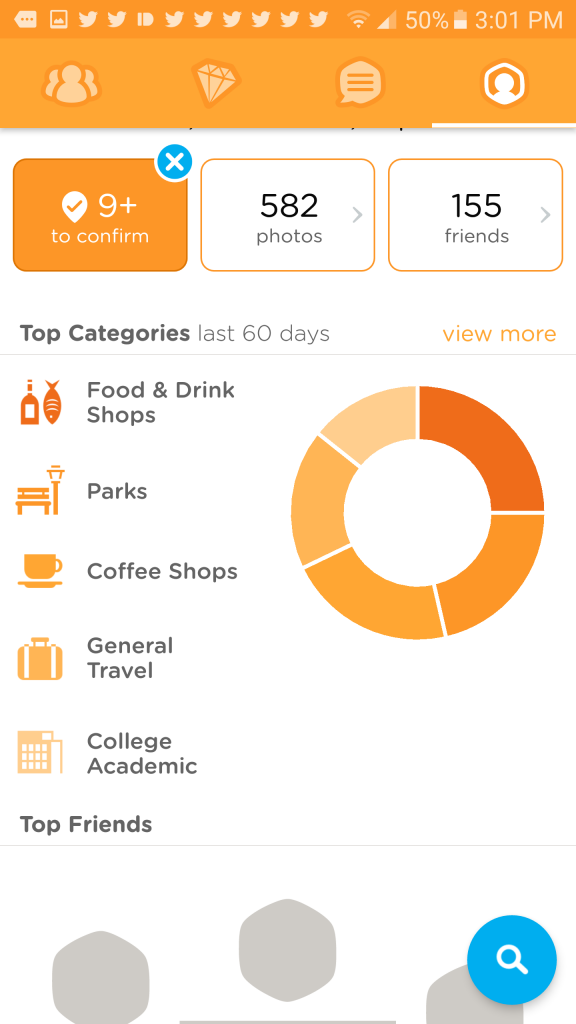 50% 3:01 PM
9+
to confirm
582
photos
155
friends
Top Categories last 60 days
view more
Food & Drink
Shops
Parks
Coffee Shops
General
Travel
College
Academic
Top Friends